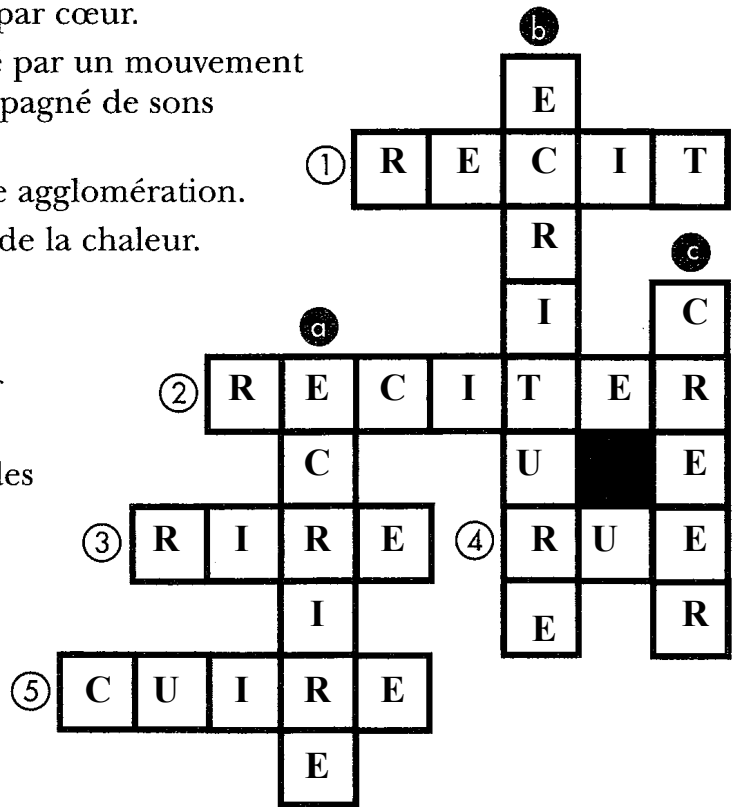 par cœur.
e par un mouvement
pagné de sons
e agglomération.
de la chaleur.
les
b
E
① R E C I T
R
c
I C
a
② R E C I T E R
C U E
③ R I R E ④ R U E
I E R
⑤ C U I R E
E